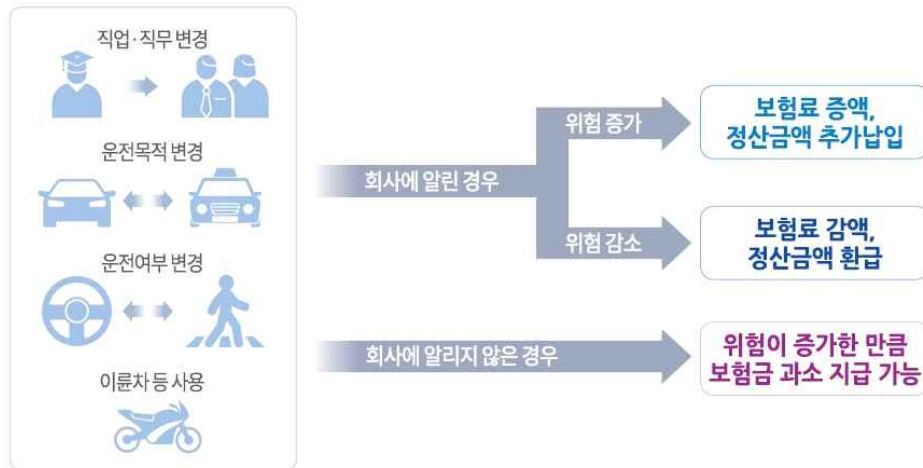 직업·직무 변경
운전목적 변경
운전여부 변경
이륜차 등 사용
회사에 알린 경우
위험 증가
보험료 증액,
정산금액 추가납입
위험 감소
보험료 감액,
정산금액 환급
회사에 알리지 않은 경우
위험이 증가한 만큼
보험금 과소 지급 가능